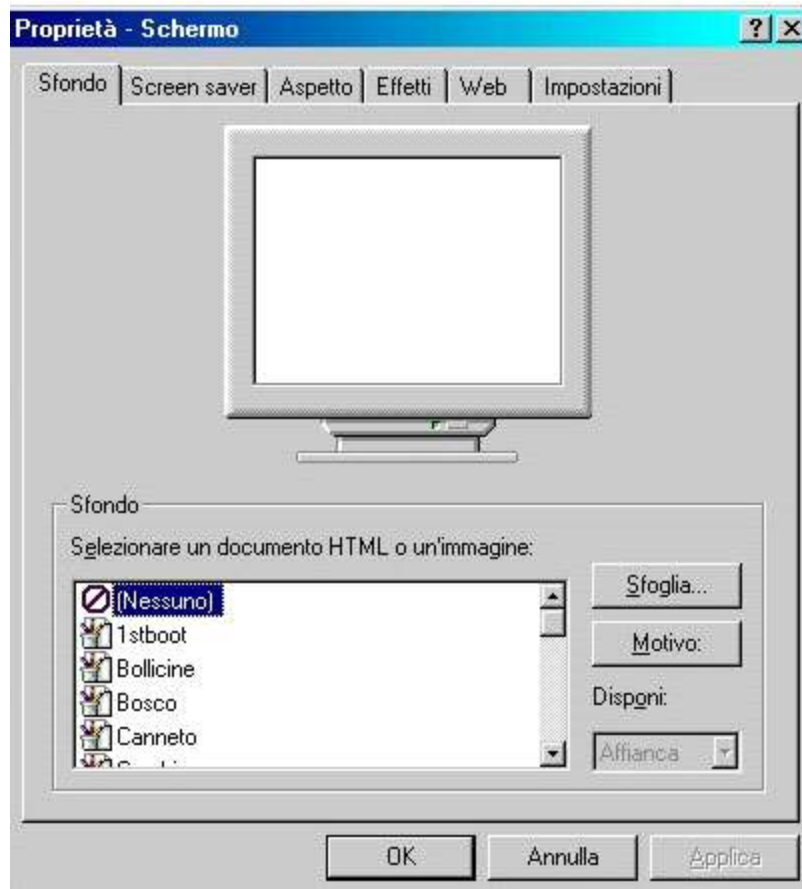 Proprietà - Schermo
Sfondo Screen saver Aspetto Effetti Web Impostazioni
Sfondo
Selezionare un documento HTML o un'immagine:
(Nessuno)
1stboot
Bollicine
Bosco
Canneto
Sfoglia...
Motivo:
Disponi:
Affianca
OK Annulla Applica